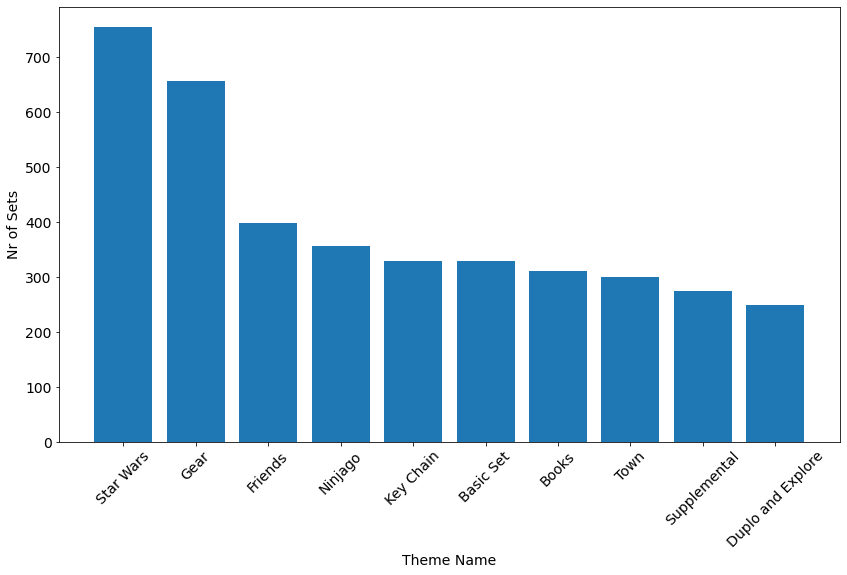 700
600
500
400
300
200
100
0
Nr of Sets
Star Wars
Gear
Friends
Ninjago
Key Chain
Basic Set
Books
Town
Supplemental
Duplo and Explore
Theme Name